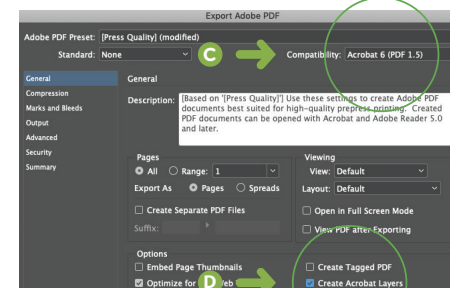 Export Adobe PDF
Adobe PDF Preset: [Press Quality] (modified)
Standard: None C Compatibility: Acrobat 6 (PDF 1.5)
General
Compression
Marks and Bleeds
Output
Advanced
Security
Summary
General
Description: [Based on '[Press Quality]'] Use these settings to create Adobe PDF
documents best suited for high-quality prepress printing. Created
PDF documents can be opened with Acrobat and Adobe Reader 5.0
and later.
Pages
All Range: 1
Export As Pages Spreads
Create Separate PDF Files
Suffix:
Viewing
View: Default
Layout: Default
Open in Full Screen Mode
View PDF after Exporting
Options
Embed Page Thumbnails Create Tagged PDF
Optimize for D Web Create Acrobat Layers